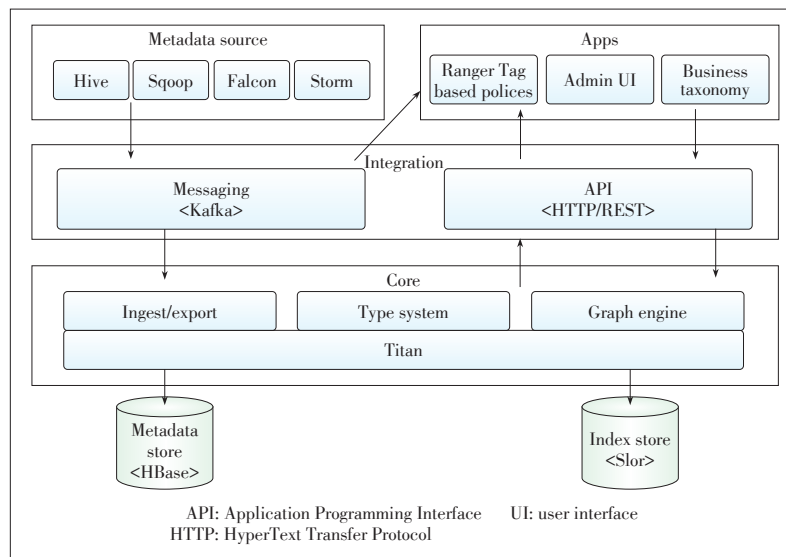 Metadata source
Hive
Sqoop
Falcon
Storm
Apps
Ranger Tag
based polices
Admin UI
Business
taxonomy
Integration
Messaging
<Kafka>
API
<HTTP/REST>
Core
Ingest/export
Type system
Graph engine
Titan
Metadata
store
<HBase>
Index store
<Slor>
API: Application Programming Interface UI: user interface
HTTP: HyperText Transfer Protocol